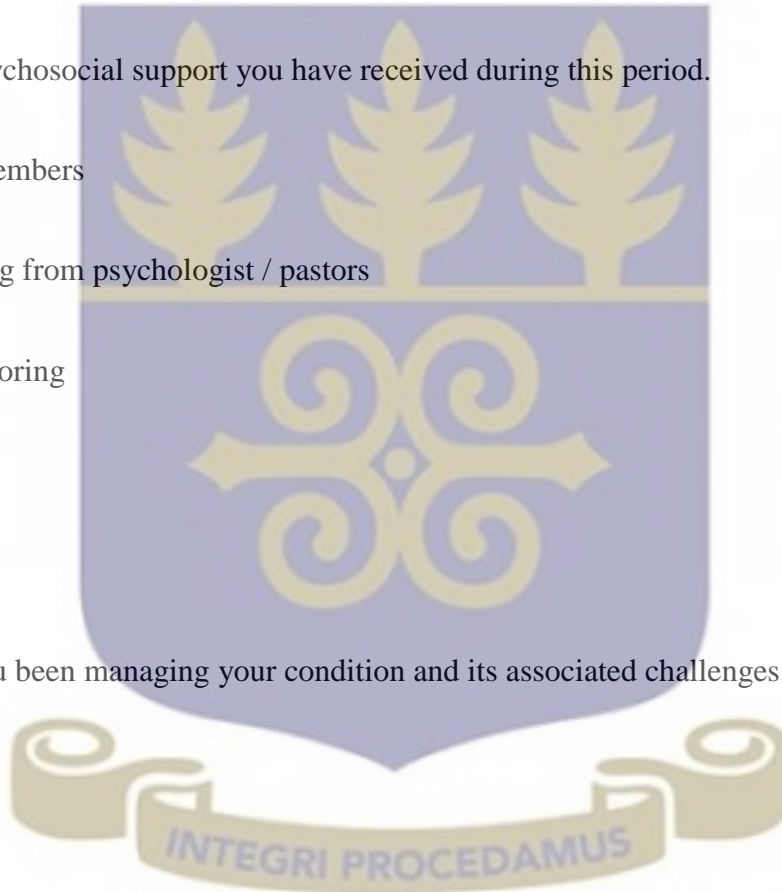 ychosocial support you have received during this period.
embers
g from psychologist / pastors
oring
u been managing your condition and its associated challenges
INTEGRI PROCEDAMUS